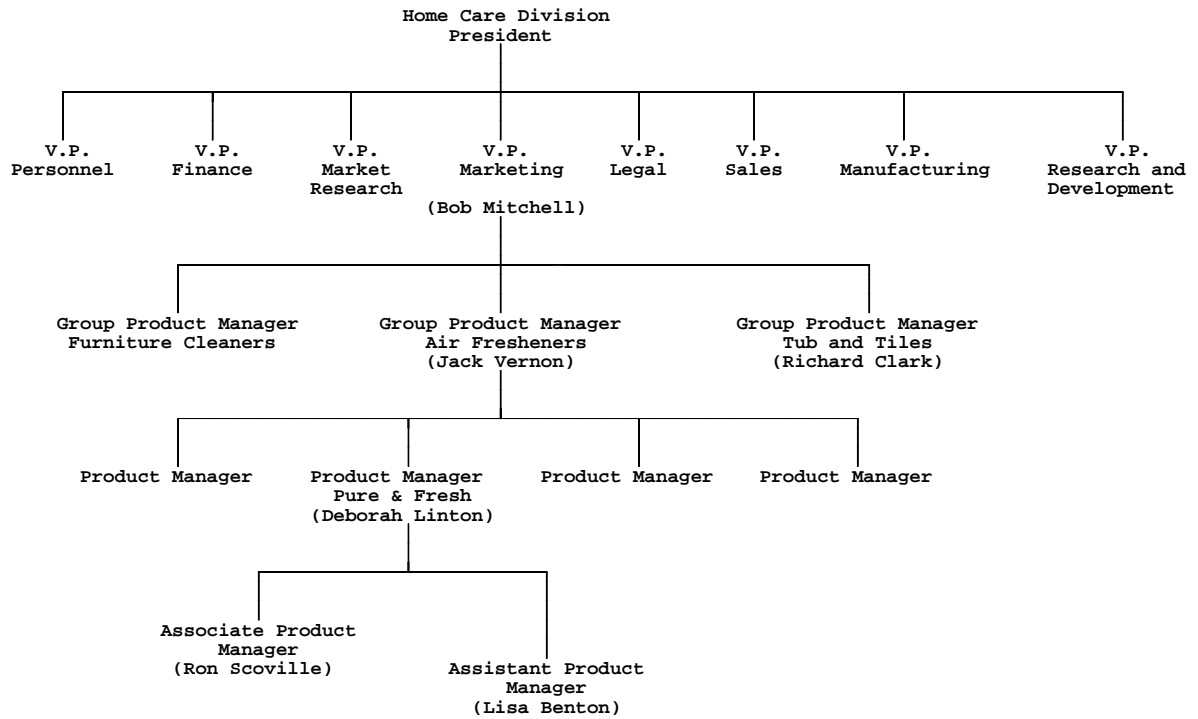 Home Care Division
President
V.P.
Personnel
V.P.
Finance
V.P.
Market
Research
V.P.
Marketing
(Bob Mitchell)
V.P.
Legal
V.P.
Sales
V.P.
Manufacturing
V.P.
Research and
Development
Group Product Manager
Furniture Cleaners
Group Product Manager
Air Fresheners
(Jack Vernon)
Group Product Manager
Tub and Tiles
(Richard Clark)
Product Manager
Product Manager
Pure & Fresh
(Deborah Linton)
Product Manager
Product Manager
Associate Product
Manager
(Ron Scoville)
Assistant Product
Manager
(Lisa Benton)